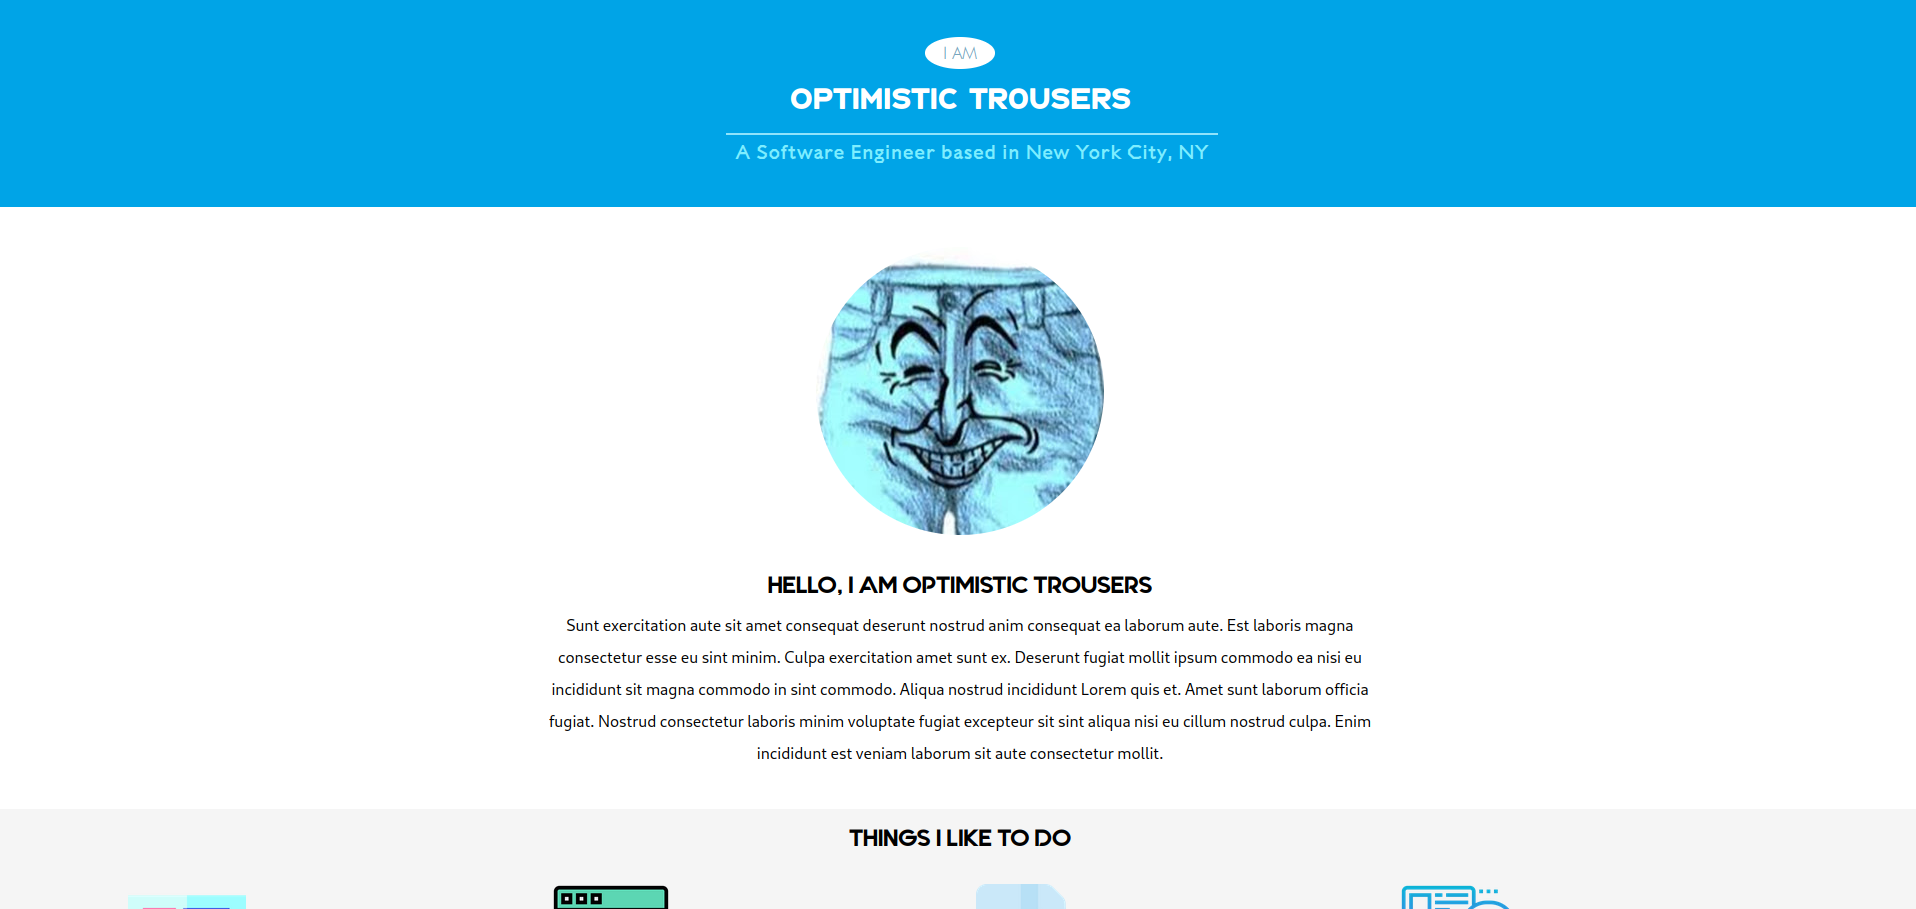 I AM
OPTIMISTIC TROUSERS
A Software Engineer based in New York City, NY
HELLO, I AM OPTIMISTIC TROUSERS
Sunt exercitation aute sit amet consequat deserunt nostrud anim consequat ea laborum aute. Est laboris magna
consectetur esse eu sint minim. Culpa exercitation amet sunt ex. Deserunt fugiat mollit ipsum commodo ea nisi eu
incididunt sit magna commodo in sint commodo. Aliqua nostrud incididunt Lorem quis et. Amet sunt laborum officia
fugiat. Nostrud consectetur laboris minim voluptate fugiat excepteur sit sint aliqua nisi eu cillum nostrud culpa. Enim
incididunt est veniam laborum sit aute consectetur mollit.
THINGS I LIKE TO DO